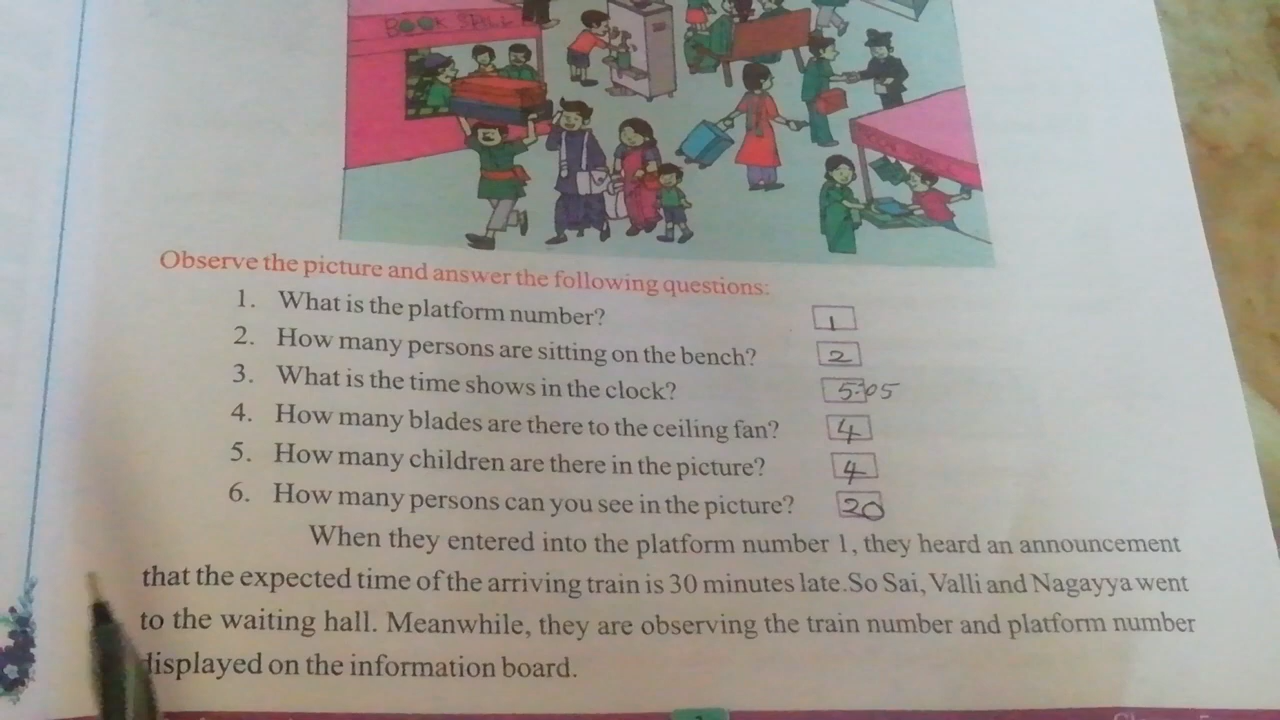 BOOK STALL
Observe the picture and answer the following questions:
1. What is the platform number? 1
2. How many persons are sitting on the bench? 2
3. What is the time shows in the clock? 5:05
4. How many blades are there to the ceiling fan? 4
5. How many children are there in the picture? 4
6. How many persons can you see in the picture? 20
When they entered into the platform number 1, they heard an announcement
that the expected time of the arriving train is 30 minutes late.So Sai, Valli and Nagayya went
to the waiting hall. Meanwhile, they are observing the train number and platform number
displayed on the information board.